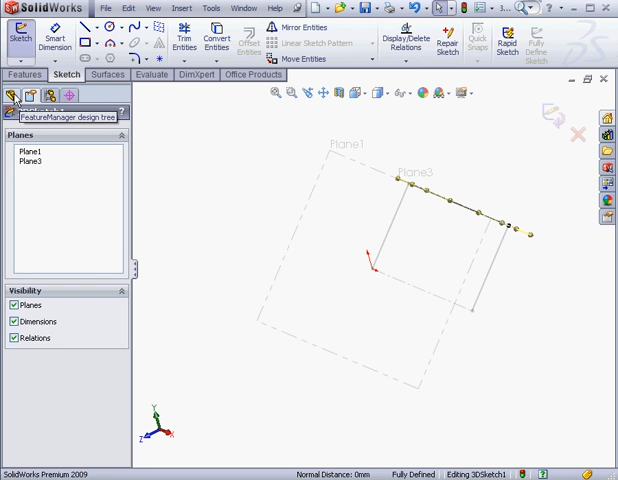 SolidWorks File Edit View Insert Tools Window Help 3...
Sketch Smart Dimension Trim Entities Convert Entities Offset Entities Mirror Entities Linear Sketch Pattern Move Entities Display/Delete Relations Repair Sketch Quick Snaps Rapid Sketch Fully Define Sketch
Features Sketch Surfaces Evaluate DimXpert Office Products
3DSketch1 ?
FeatureManager design tree
Planes
Plane1
Plane3
Visibility
Planes
Dimensions
Relations
Plane1
Plane3
Y
Z
X
SolidWorks Premium 2009 Normal Distance: 0mm Fully Defined Editing 3DSketch1